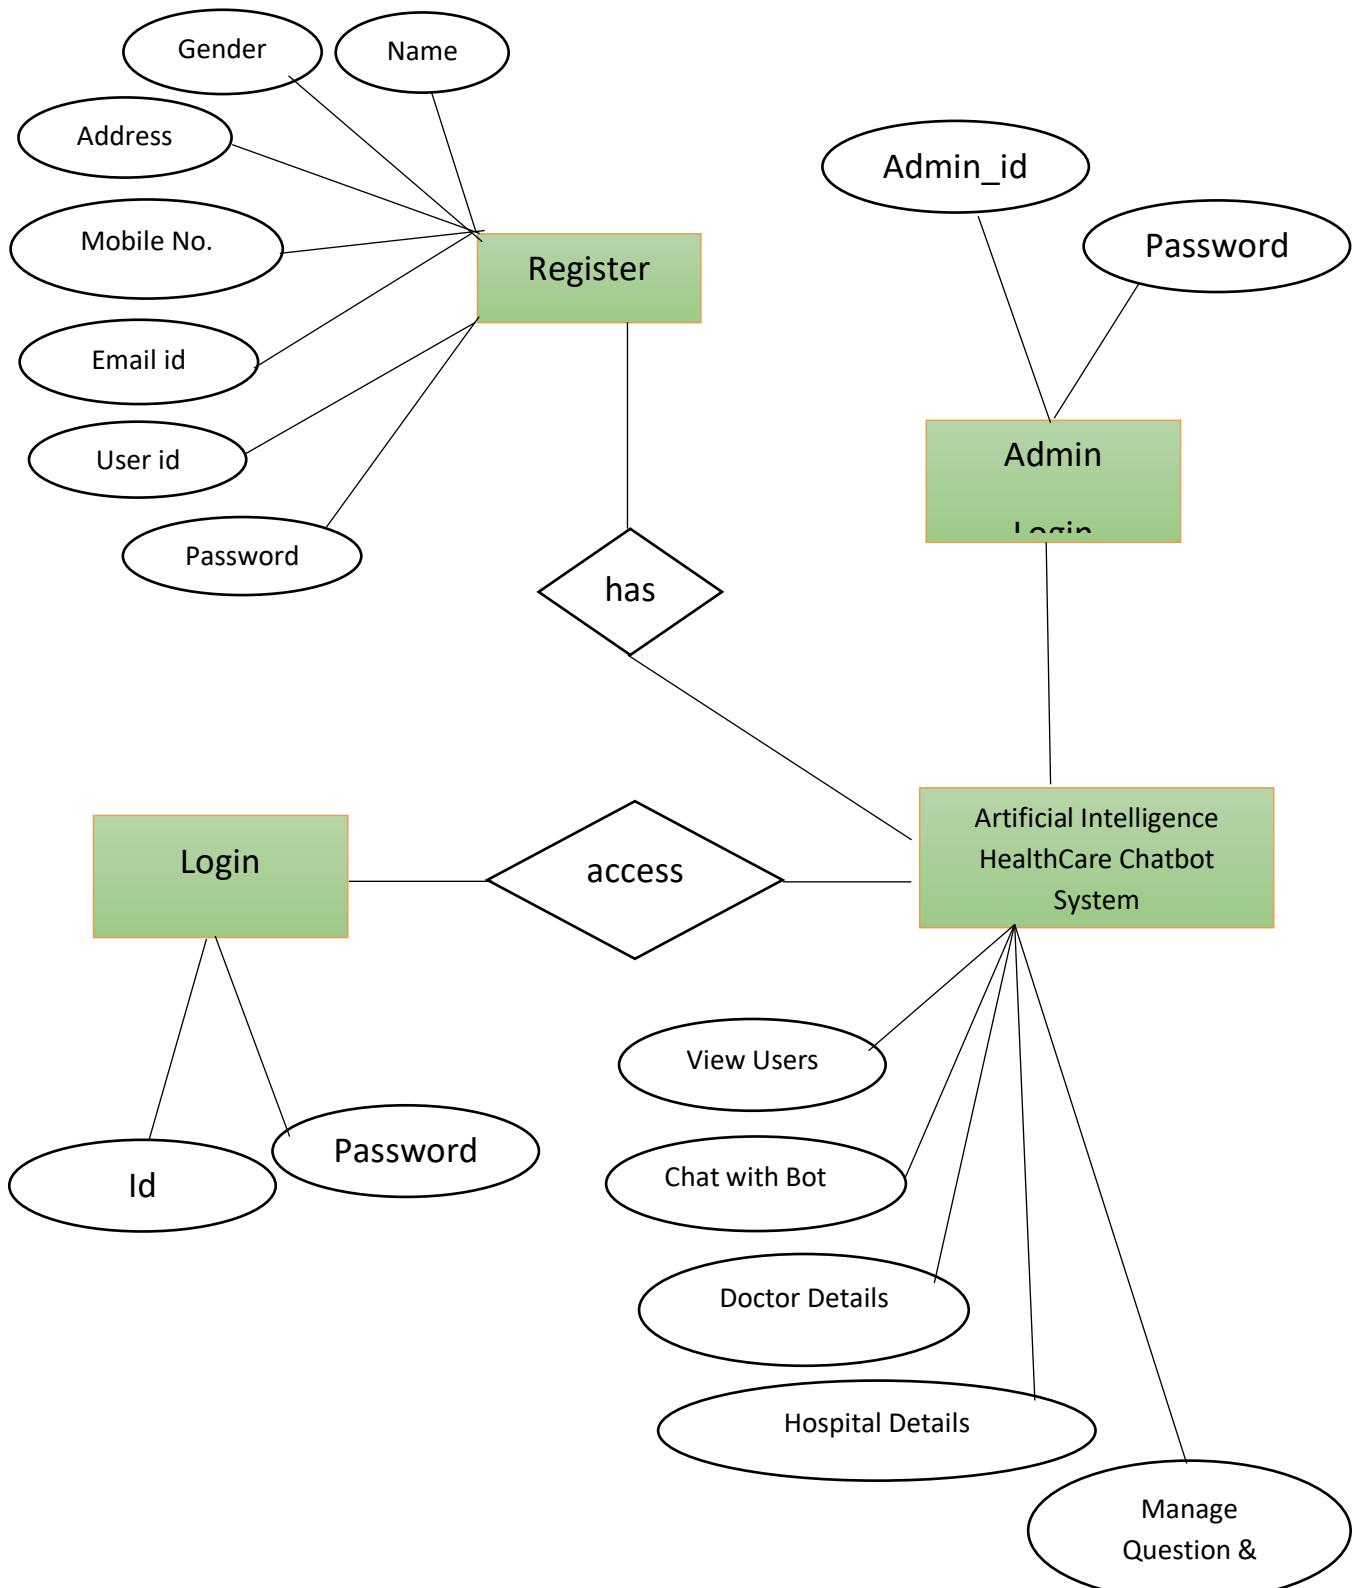 Gender
Name
Address
Admin_id
Mobile No.
Password
Register
Email id
User id
Admin
Login
Password
has
Artificial Intelligence
HealthCare Chatbot
System
Login
access
View Users
Password
Chat with Bot
Id
Doctor Details
Hospital Details
Manage
Question &